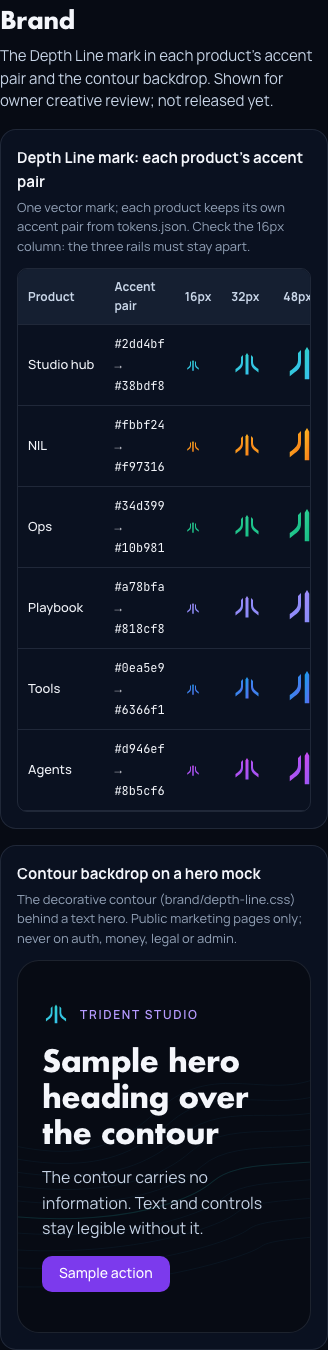 Brand
The Depth Line mark in each product's accent
pair and the contour backdrop. Shown for
owner creative review; not released yet.
Depth Line mark: each product's accent
pair
One vector mark; each product keeps its own
accent pair from tokens.json. Check the 16px
column: the three rails must stay apart.
Product Accent pair 16px 32px 48px
Studio hub #2dd4bf → #38bdf8
NIL #fbbf24 → #f97316
Ops #34d399 → #10b981
Playbook #a78bfa → #818cf8
Tools #0ea5e9 → #6366f1
Agents #d946ef → #8b5cf6
Contour backdrop on a hero mock
The decorative contour (brand/depth-line.css)
behind a text hero. Public marketing pages only;
never on auth, money, legal or admin.
TRIDENT STUDIO
Sample hero
heading over
the contour
The contour carries no
information. Text and controls
stay legible without it.
Sample action